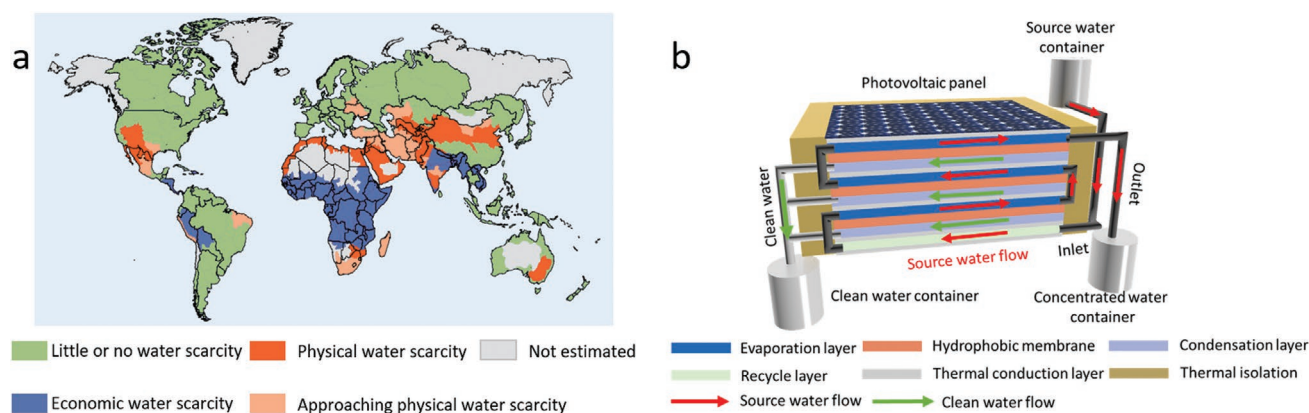 a
Little or no water scarcity
Physical water scarcity
Not estimated
Economic water scarcity
Approaching physical water scarcity
b
Source water
container
Photovoltaic panel
Clean water
Outlet
Source water flow
Inlet
Clean water container
Concentrated water
container
Evaporation layer
Hydrophobic membrane
Condensation layer
Recycle layer
Thermal conduction layer
Thermal isolation
Source water flow
Clean water flow